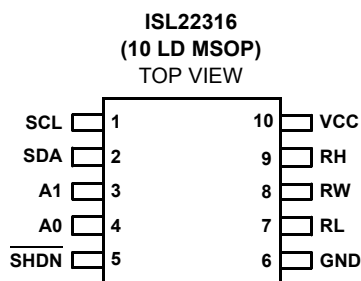 ISL22316
(10 LD MSOP)
TOP VIEW
SCL 1 10 VCC
SDA 2 9 RH
A1 3 8 RW
A0 4 7 RL
SHDN 5 6 GND